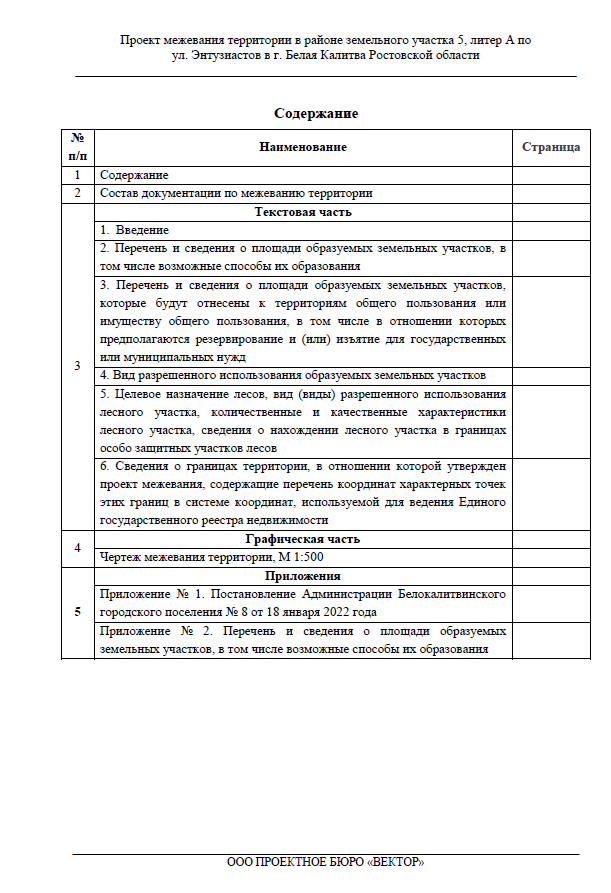 Проект межевания территории в районе земельного участка 5, литер А по
ул. Энтузиастов в г. Белая Калитва Ростовской области
Содержание
№
п/п
Наименование
Страница
1
Содержание
2
Состав документации по межеванию территории
3
Текстовая часть
1. Введение
2. Перечень и сведения о площади образуемых земельных участков, в
том числе возможные способы их образования
3. Перечень и сведения о площади образуемых земельных участков,
которые будут отнесены к территориям общего пользования или
имуществу общего пользования, в том числе в отношении которых
предполагаются резервирование и (или) изъятие для государственных
или муниципальных нужд
4. Вид разрешенного использования образуемых земельных участков
5. Целевое назначение лесов, вид (виды) разрешенного использования
лесного участка, количественные и качественные характеристики
лесного участка, сведения о нахождении лесного участка в границах
особо защитных участков лесов
6. Сведения о границах территории, в отношении которой утвержден
проект межевания, содержащие перечень координат характерных точек
этих границ в системе координат, используемой для ведения Единого
государственного реестра недвижимости
4
Графическая часть
Чертеж межевания территории, М 1:500
5
Приложения
Приложение № 1. Постановление Администрации Белокалитвинского
городского поселения № 8 от 18 января 2022 года
Приложение № 2. Перечень и сведения о площади образуемых
земельных участков, в том числе возможные способы их образования
ООО ПРОЕКТНОЕ БЮРО «ВЕКТОР»